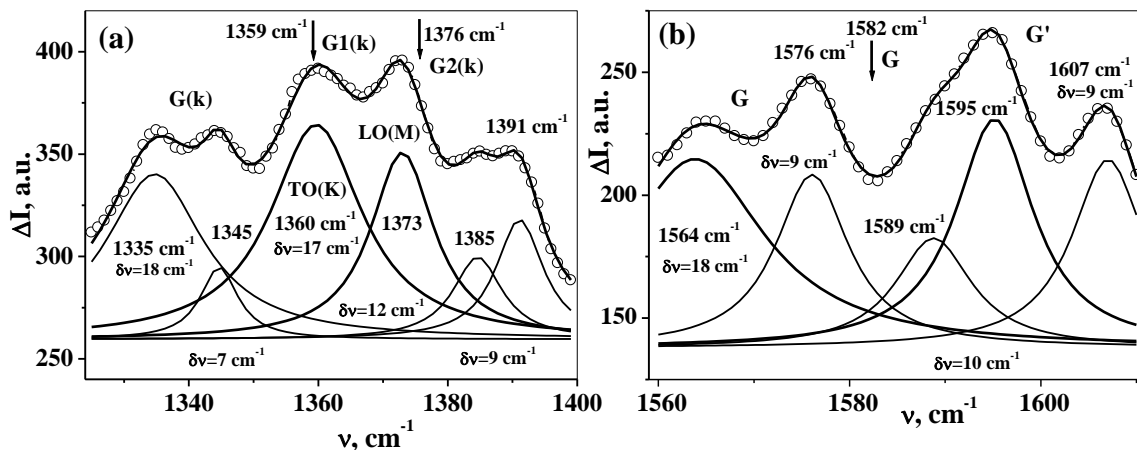 (a)
1359 cm⁻¹
1376 cm⁻¹
G1(k)
G2(k)
G(k)
LO(M)
1391 cm⁻¹
TO(K)
1335 cm⁻¹
δν=18 cm⁻¹
1345
1360 cm⁻¹
δν=17 cm⁻¹
1373
1385
δν=12 cm⁻¹
δν=7 cm⁻¹
δν=9 cm⁻¹
400
350
300
250
ΔI, a.u.
1340
1360
1380
1400
ν, cm⁻¹
(b)
1582 cm⁻¹
1576 cm⁻¹
G
G'
G
1607 cm⁻¹
δν=9 cm⁻¹
1595 cm⁻¹
δν=9 cm⁻¹
1564 cm⁻¹
δν=18 cm⁻¹
1589 cm⁻¹
δν=10 cm⁻¹
250
200
150
ΔI, a.u.
1560
1580
1600
ν, cm⁻¹